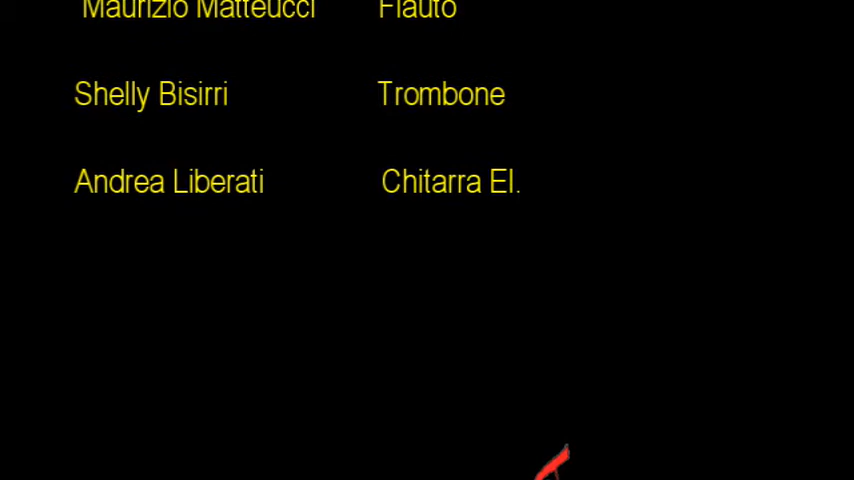 Maurizio Matteucci Flauto
Shelly Bisirri Trombone
Andrea Liberati Chitarra El.